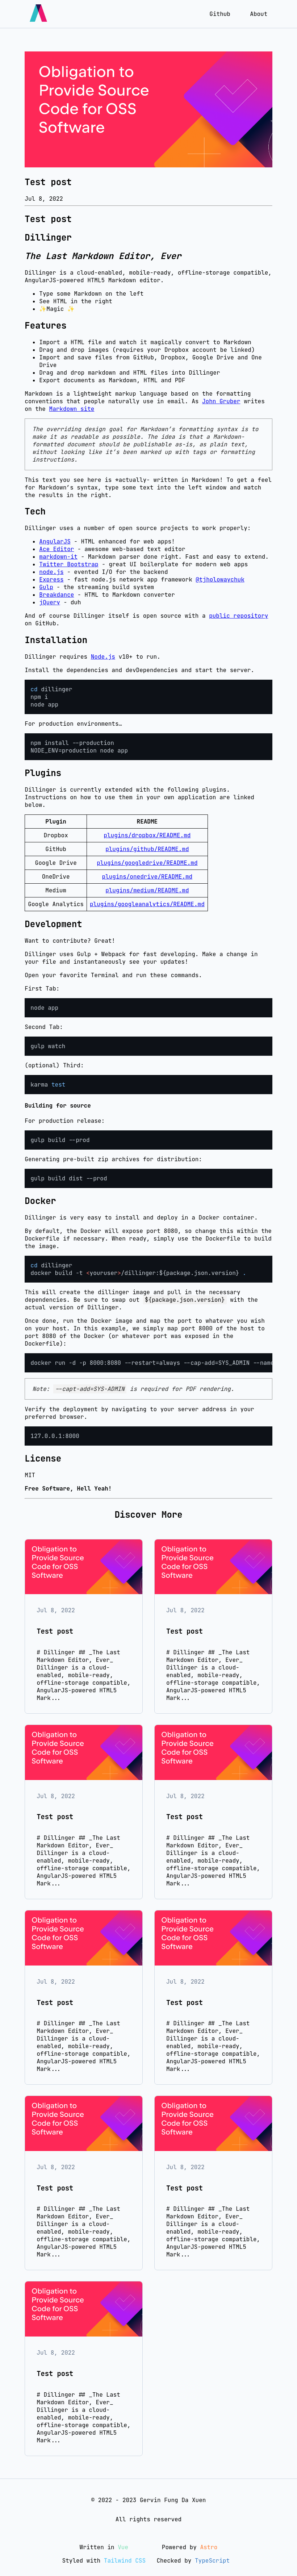 Github About
Obligation to
Provide Source
Code for OSS
Software
Test post
Jul 8, 2022
Test post
Dillinger
The Last Markdown Editor, Ever
Dillinger is a cloud-enabled, mobile-ready, offline-storage compatible,
AngularJS-powered HTML5 Markdown editor.
• Type some Markdown on the left
• See HTML in the right
• ✨Magic ✨
Features
• Import a HTML file and watch it magically convert to Markdown
• Drag and drop images (requires your Dropbox account be linked)
• Import and save files from GitHub, Dropbox, Google Drive and One
Drive
• Drag and drop markdown and HTML files into Dillinger
• Export documents as Markdown, HTML and PDF
Markdown is a lightweight markup language based on the formatting
conventions that people naturally use in email. As John Gruber writes
on the Markdown site
The overriding design goal for Markdown's formatting syntax is to
make it as readable as possible. The idea is that a Markdown-
formatted document should be publishable as-is, as plain text,
without looking like it's been marked up with tags or formatting
instructions.
This text you see here is *actually- written in Markdown! To get a feel
for Markdown's syntax, type some text into the left window and watch
the results in the right.
Tech
Dillinger uses a number of open source projects to work properly:
• AngularJS - HTML enhanced for web apps!
• Ace Editor - awesome web-based text editor
• markdown-it - Markdown parser done right. Fast and easy to extend.
• Twitter Bootstrap - great UI boilerplate for modern web apps
• node.js - evented I/O for the backend
• Express - fast node.js network app framework @tjholowaychuk
• Gulp - the streaming build system
• Breakdance - HTML to Markdown converter
• jQuery - duh
And of course Dillinger itself is open source with a public repository
on GitHub.
Installation
Dillinger requires Node.js v10+ to run.
Install the dependencies and devDependencies and start the server.
cd dillinger
npm i
node app
For production environments…
npm install --production
NODE_ENV=production node app
Plugins
Dillinger is currently extended with the following plugins.
Instructions on how to use them in your own application are linked
below.
Plugin README
Dropbox plugins/dropbox/README.md
GitHub plugins/github/README.md
Google Drive plugins/googledrive/README.md
OneDrive plugins/onedrive/README.md
Medium plugins/medium/README.md
Google Analytics plugins/googleanalytics/README.md
Development
Want to contribute? Great!
Dillinger uses Gulp + Webpack for fast developing. Make a change in
your file and instantaneously see your updates!
Open your favorite Terminal and run these commands.
First Tab:
node app
Second Tab:
gulp watch
(optional) Third:
karma test
Building for source
For production release:
gulp build --prod
Generating pre-built zip archives for distribution:
gulp build dist --prod
Docker
Dillinger is very easy to install and deploy in a Docker container.
By default, the Docker will expose port 8080, so change this within the
Dockerfile if necessary. When ready, simply use the Dockerfile to build
the image.
cd dillinger
docker build -t <youruser>/dillinger:${package.json.version} .
This will create the dillinger image and pull in the necessary
dependencies. Be sure to swap out ${package.json.version} with the
actual version of Dillinger.
Once done, run the Docker image and map the port to whatever you wish
on your host. In this example, we simply map port 8000 of the host to
port 8080 of the Docker (or whatever port was exposed in the
Dockerfile):
docker run -d -p 8000:8080 --restart=always --cap-add=SYS_ADMIN --name
Note: --capt-add=SYS-ADMIN is required for PDF rendering.
Verify the deployment by navigating to your server address in your
preferred browser.
127.0.0.1:8000
License
MIT
Free Software, Hell Yeah!
Discover More
Obligation to
Provide Source
Code for OSS
Software
Jul 8, 2022
Test post
# Dillinger ## _The Last
Markdown Editor, Ever_
Dillinger is a cloud-
enabled, mobile-ready,
offline-storage compatible,
AngularJS-powered HTML5
Mark...
Obligation to
Provide Source
Code for OSS
Software
Jul 8, 2022
Test post
# Dillinger ## _The Last
Markdown Editor, Ever_
Dillinger is a cloud-
enabled, mobile-ready,
offline-storage compatible,
AngularJS-powered HTML5
Mark...
Obligation to
Provide Source
Code for OSS
Software
Jul 8, 2022
Test post
# Dillinger ## _The Last
Markdown Editor, Ever_
Dillinger is a cloud-
enabled, mobile-ready,
offline-storage compatible,
AngularJS-powered HTML5
Mark...
Obligation to
Provide Source
Code for OSS
Software
Jul 8, 2022
Test post
# Dillinger ## _The Last
Markdown Editor, Ever_
Dillinger is a cloud-
enabled, mobile-ready,
offline-storage compatible,
AngularJS-powered HTML5
Mark...
Obligation to
Provide Source
Code for OSS
Software
Jul 8, 2022
Test post
# Dillinger ## _The Last
Markdown Editor, Ever_
Dillinger is a cloud-
enabled, mobile-ready,
offline-storage compatible,
AngularJS-powered HTML5
Mark...
Obligation to
Provide Source
Code for OSS
Software
Jul 8, 2022
Test post
# Dillinger ## _The Last
Markdown Editor, Ever_
Dillinger is a cloud-
enabled, mobile-ready,
offline-storage compatible,
AngularJS-powered HTML5
Mark...
Obligation to
Provide Source
Code for OSS
Software
Jul 8, 2022
Test post
# Dillinger ## _The Last
Markdown Editor, Ever_
Dillinger is a cloud-
enabled, mobile-ready,
offline-storage compatible,
AngularJS-powered HTML5
Mark...
Obligation to
Provide Source
Code for OSS
Software
Jul 8, 2022
Test post
# Dillinger ## _The Last
Markdown Editor, Ever_
Dillinger is a cloud-
enabled, mobile-ready,
offline-storage compatible,
AngularJS-powered HTML5
Mark...
Obligation to
Provide Source
Code for OSS
Software
Jul 8, 2022
Test post
# Dillinger ## _The Last
Markdown Editor, Ever_
Dillinger is a cloud-
enabled, mobile-ready,
offline-storage compatible,
AngularJS-powered HTML5
Mark...
© 2022 - 2023 Gervin Fung Da Xuen
All rights reserved
Written in Vue Powered by Astro
Styled with Tailwind CSS Checked by TypeScript